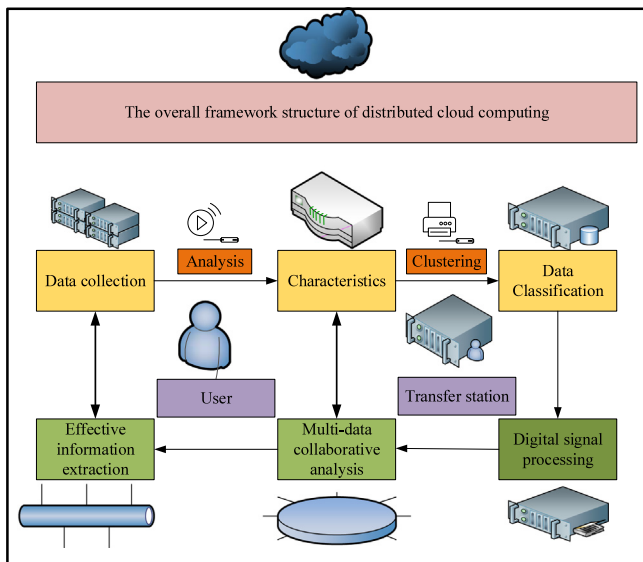 The overall framework structure of distributed cloud computing
Analysis
Clustering
Data collection
Characteristics
Data
Classification
User
Transfer station
Effective
information
extraction
Multi-data
collaborative
analysis
Digital signal
processing